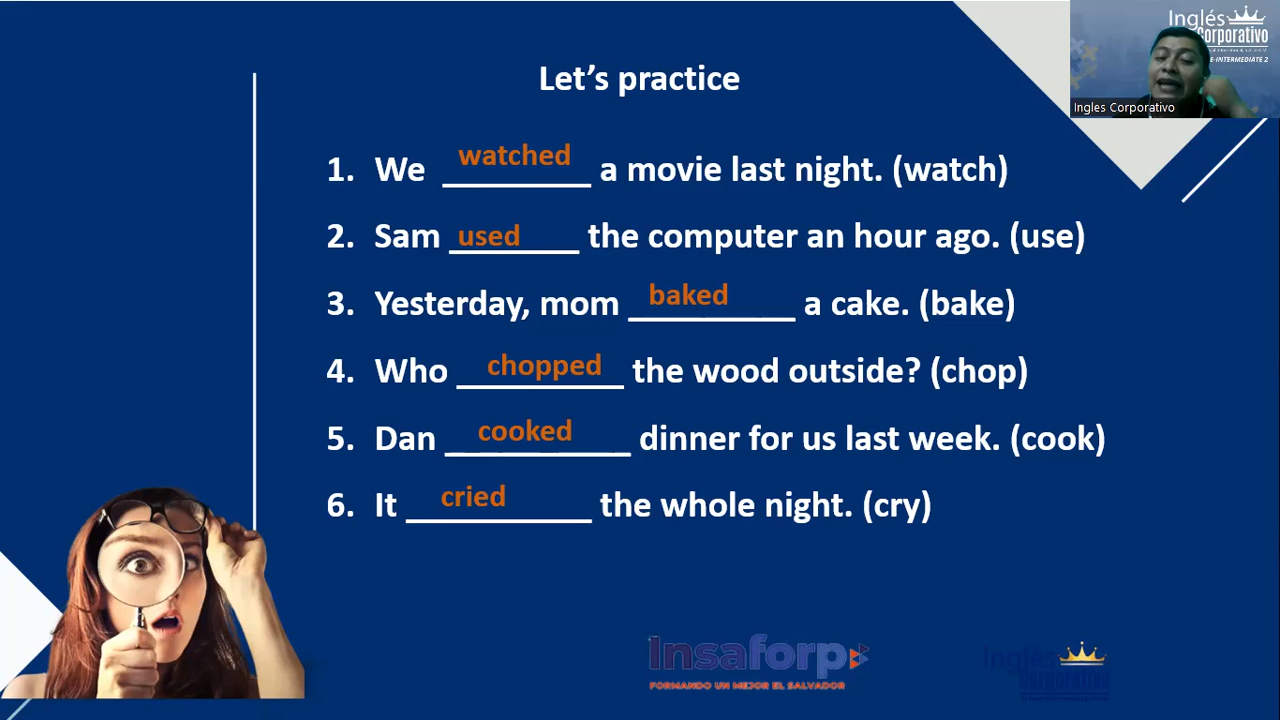 Inglés
Corporativo
E-INTERMEDIATE 2
Ingles Corporativo
Let's practice
1. We watched a movie last night. (watch)
2. Sam used the computer an hour ago. (use)
3. Yesterday, mom baked a cake. (bake)
4. Who chopped the wood outside? (chop)
5. Dan cooked dinner for us last week. (cook)
6. It cried the whole night. (cry)
Insaforp
FORMANDO UN MEJOR EL SALVADOR
Inglés
Corporativo